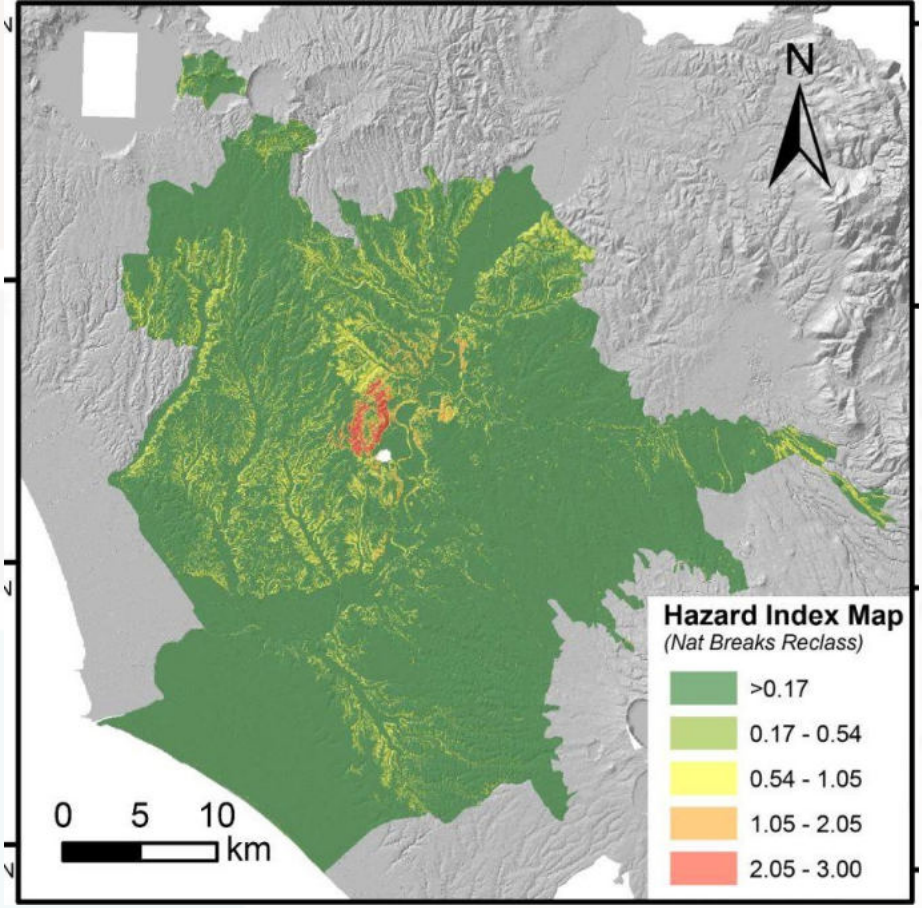 N
Hazard Index Map
(Nat Breaks Reclass)
>0.17
0.17 - 0.54
0.54 - 1.05
1.05 - 2.05
2.05 - 3.00
0 5 10
km